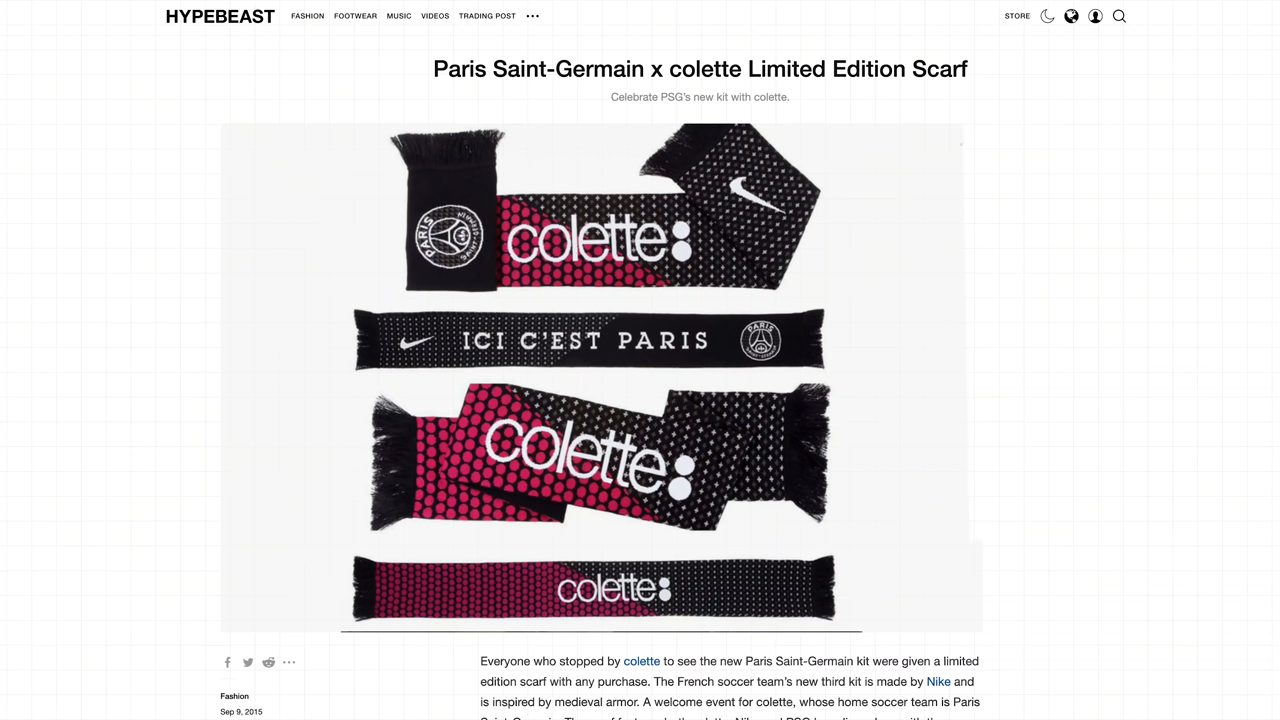 HYPEBEAST
FASHION FOOTWEAR MUSIC VIDEOS TRADING POST
STORE
Paris Saint-Germain x colette Limited Edition Scarf
Celebrate PSG's new kit with colette.
PARIS
colette:
ICI C'EST PARIS
PARIS
colette:
colette:
Everyone who stopped by colette to see the new Paris Saint-Germain kit were given a limited
edition scarf with any purchase. The French soccer team's new third kit is made by Nike and
is inspired by medieval armor. A welcome event for colette, whose home soccer team is Paris
Fashion
Sep 9, 2015